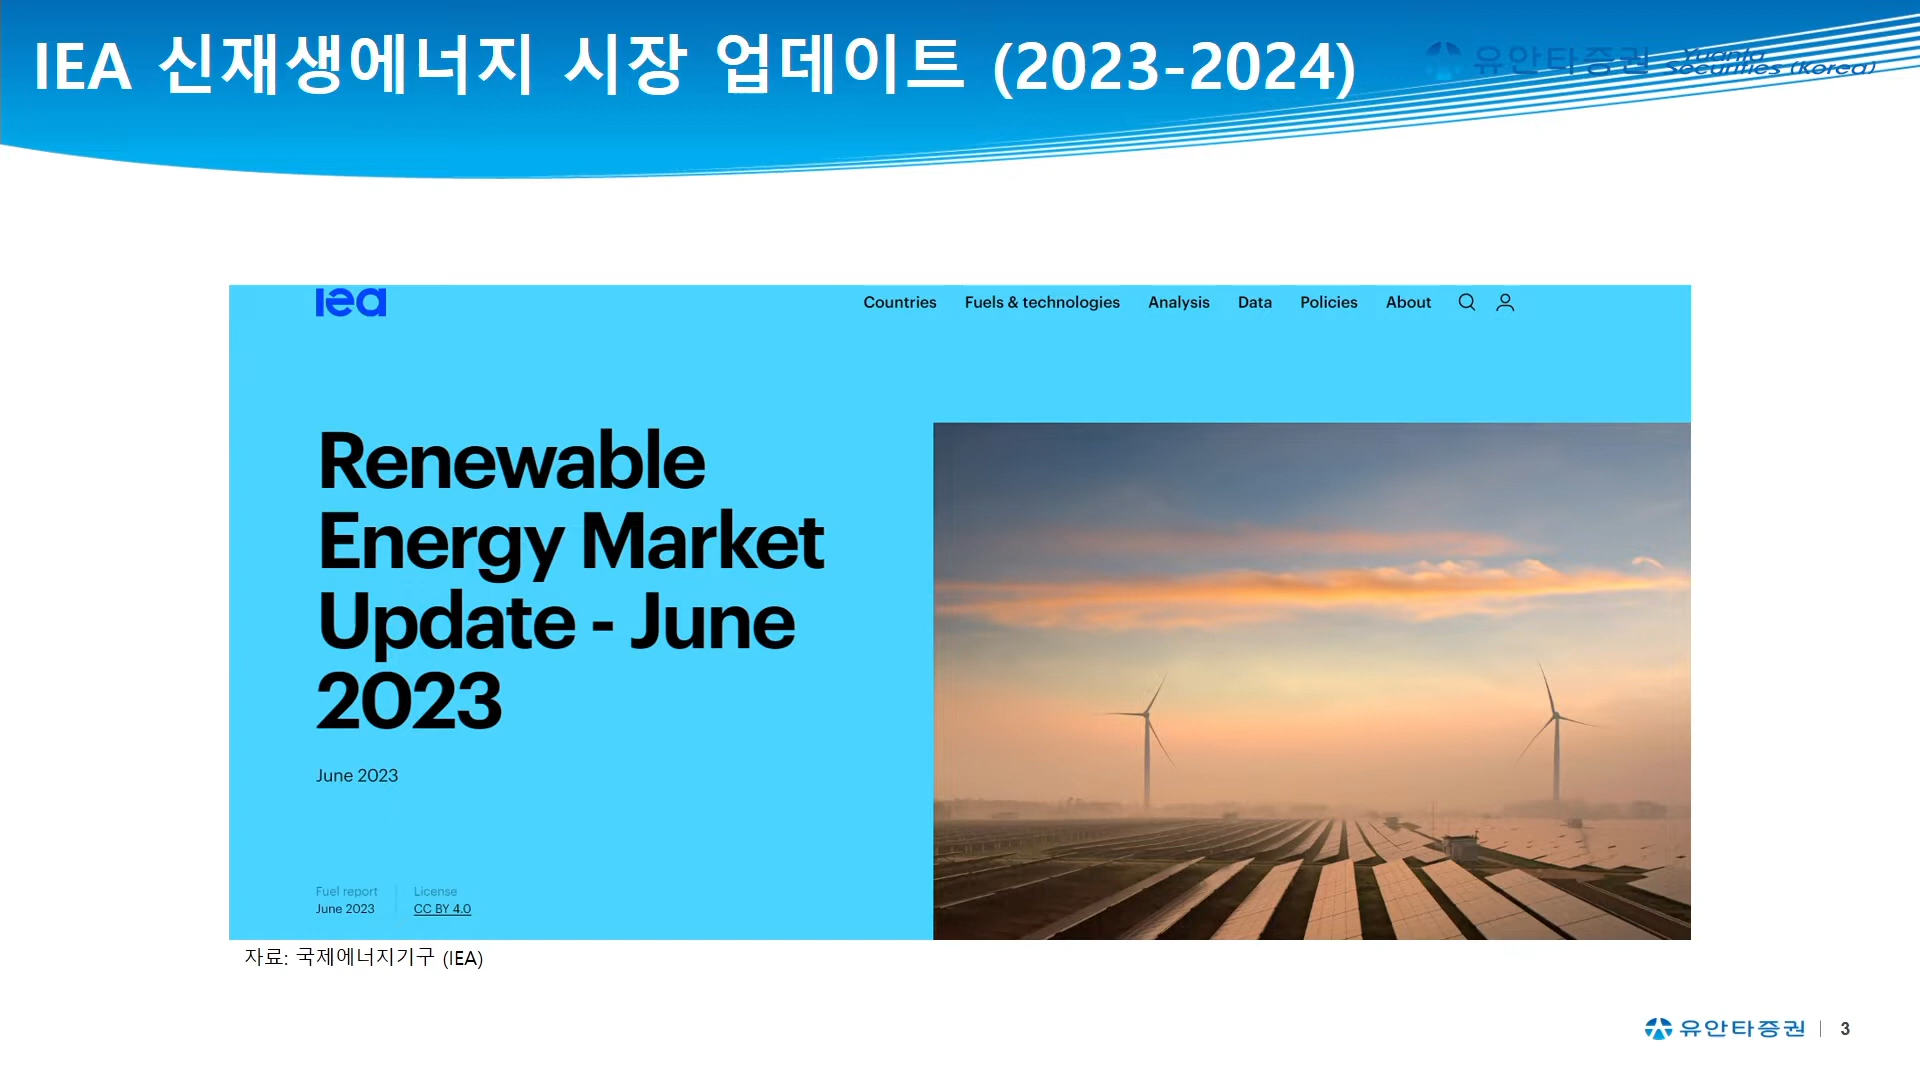 IEA 신재생에너지 시장 업데이트 (2023-2024)
유안타증권 Yuanta Securities (Korea)
iea
Countries Fuels & technologies Analysis Data Policies About
Renewable
Energy Market
Update - June
2023
June 2023
Fuel report License
June 2023 CC BY 4.0
자료: 국제에너지기구 (IEA)
유안타증권 | 3